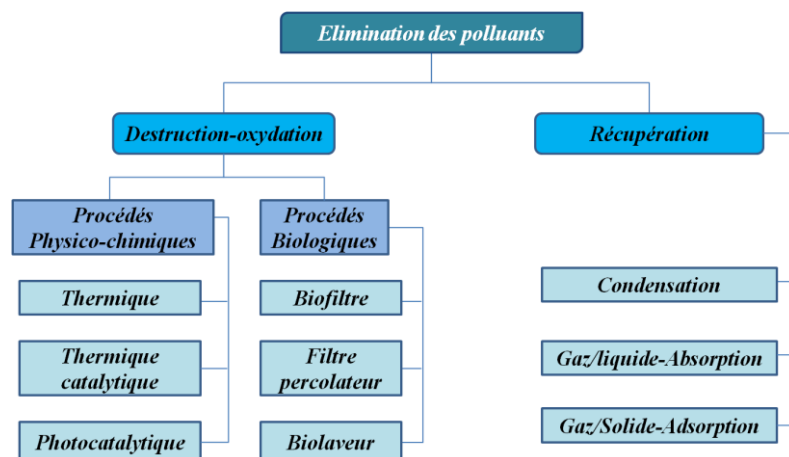 Elimination des polluants
Destruction-oxydation
Récupération
Procédés
Physico-chimiques
Procédés
Biologiques
Thermique
Biofiltre
Condensation
Thermique
catalytique
Filtre
percolateur
Gaz/liquide-Absorption
Photocatalytique
Biolaveur
Gaz/Solide-Adsorption